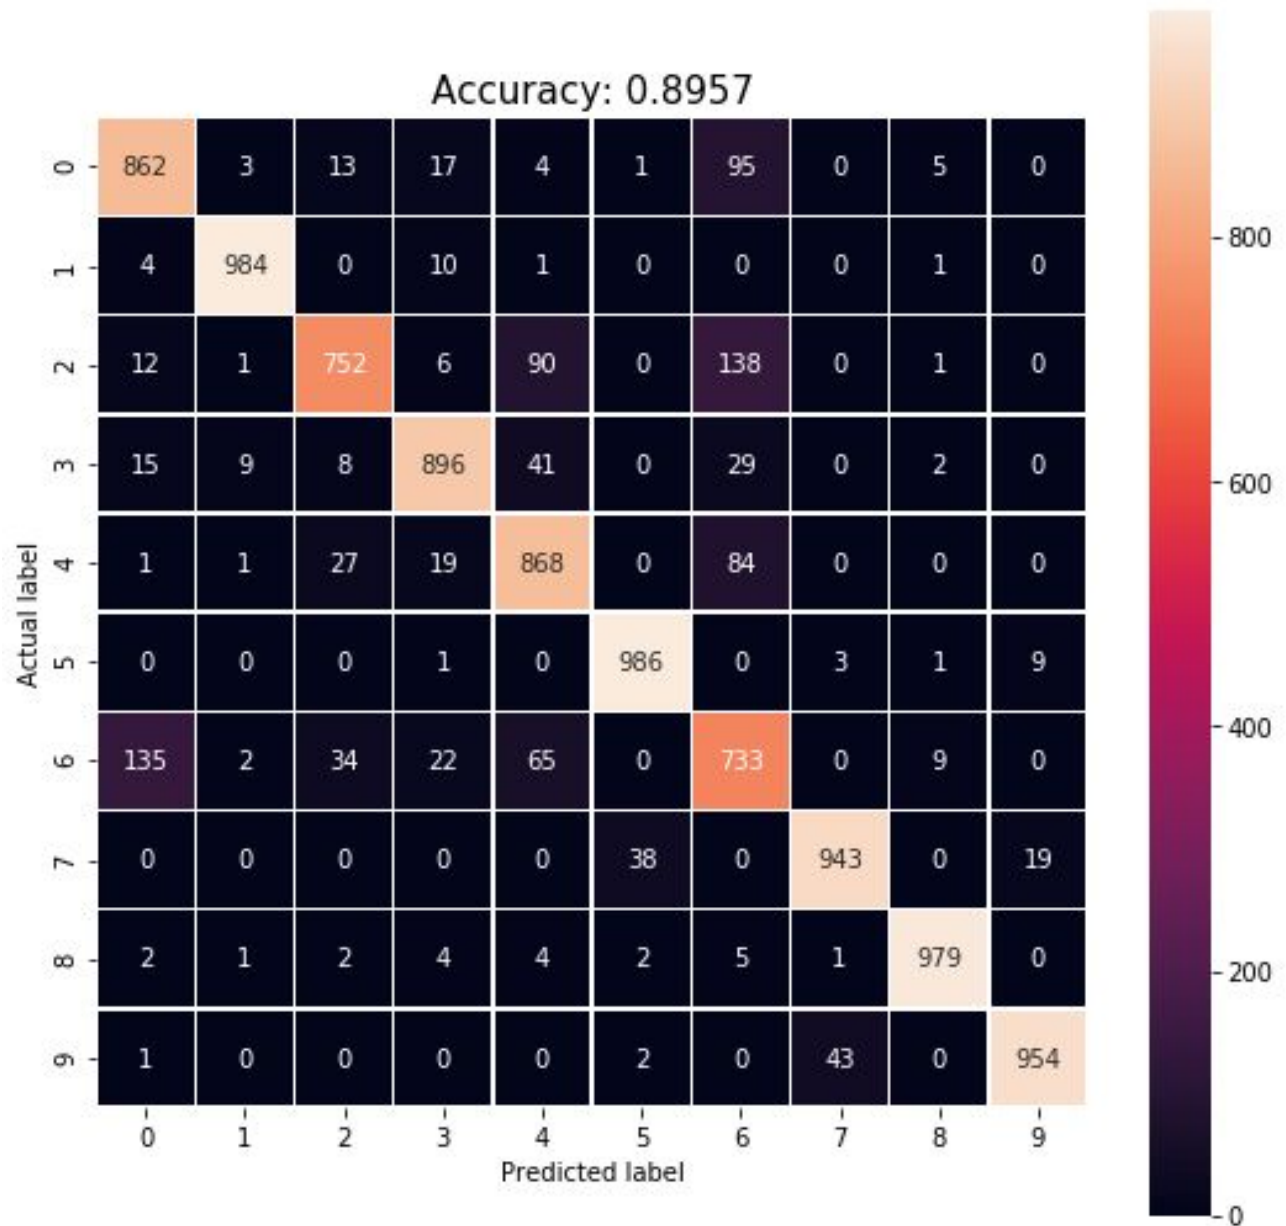 Accuracy: 0.8957
0 862 3 13 17 4 1 95 0 5 0
1 4 984 0 10 1 0 0 0 1 0
2 12 1 752 6 90 0 138 0 1 0
3 15 9 8 896 41 0 29 0 2 0
4 1 1 27 19 868 0 84 0 0 0
5 0 0 0 1 0 986 0 3 1 9
6 135 2 34 22 65 0 733 0 9 0
7 0 0 0 0 0 38 0 943 0 19
8 2 1 2 4 4 2 5 1 979 0
9 1 0 0 0 0 2 0 43 0 954
0 1 2 3 4 5 6 7 8 9
Predicted label
Actual label
800
600
400
200
0